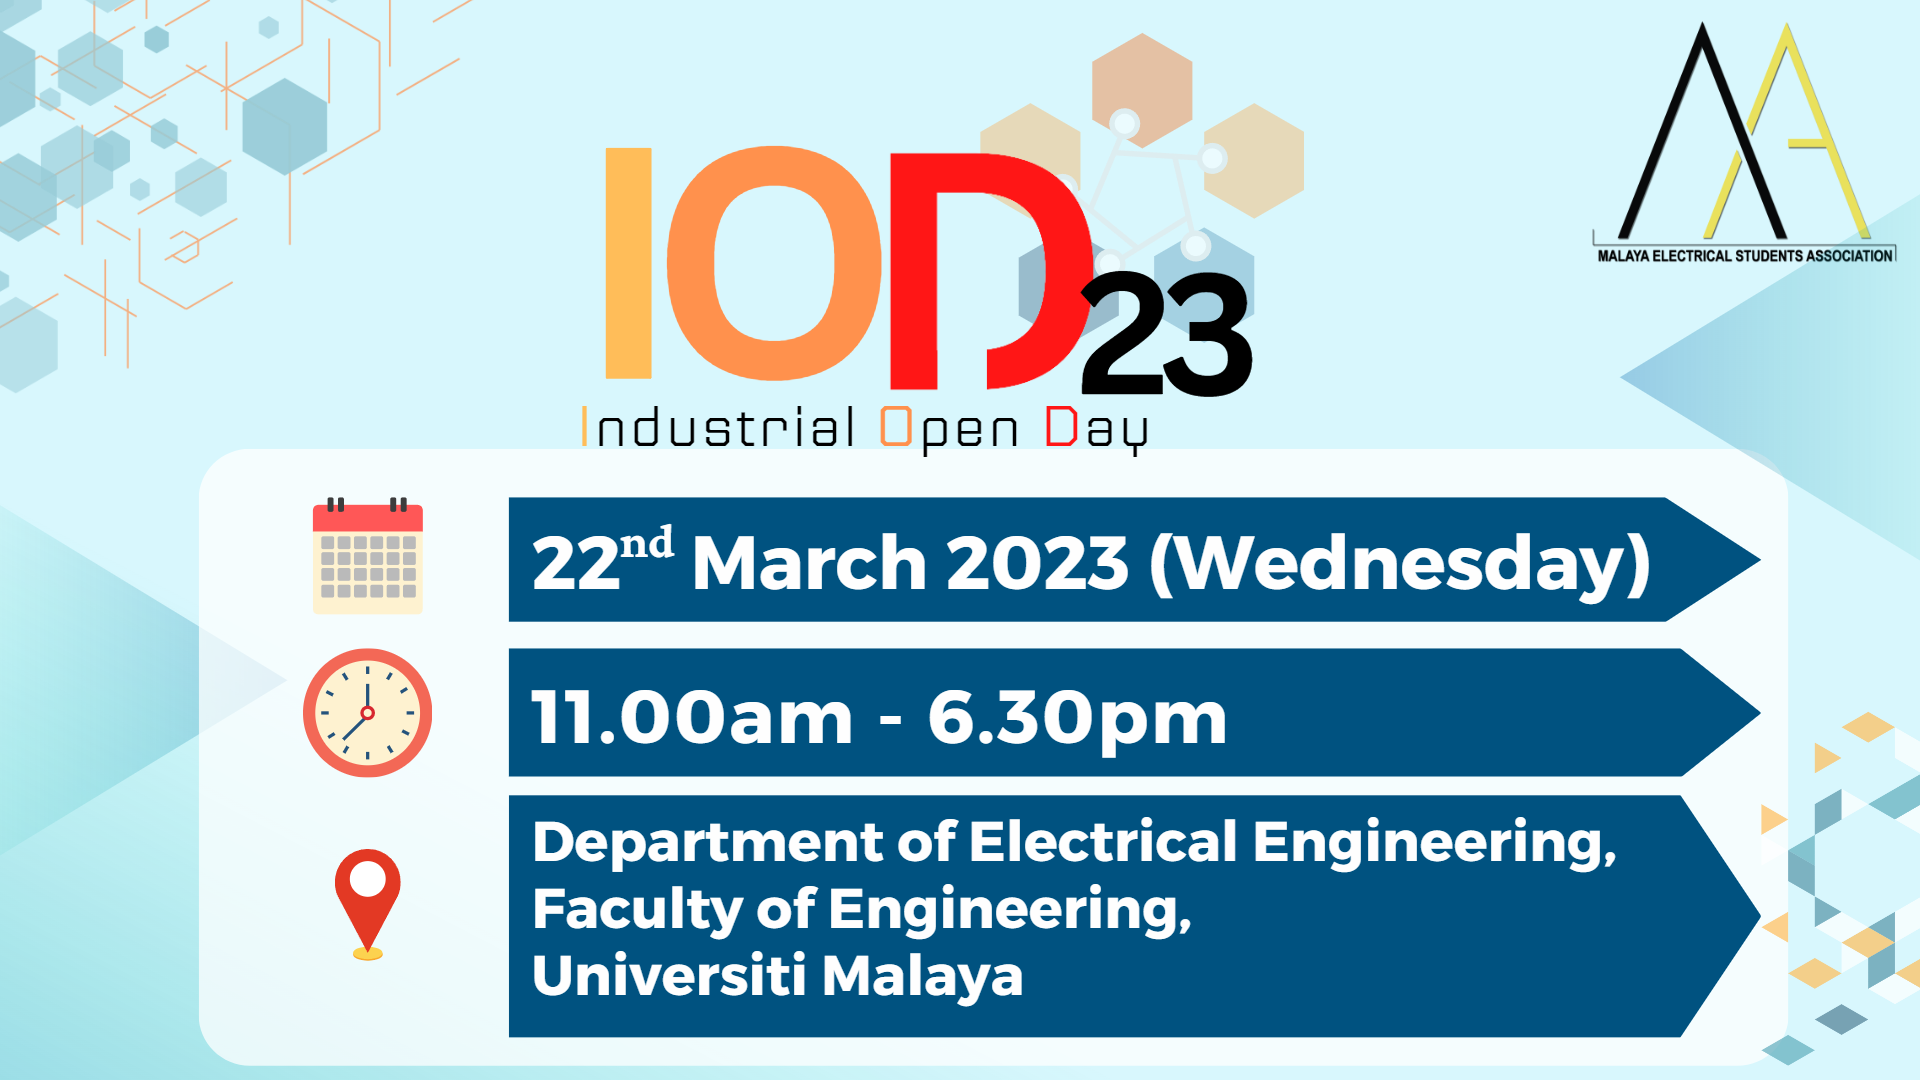 IOD23
Industrial Open Day
MALAYA ELECTRICAL STUDENTS ASSOCIATION
22nd March 2023 (Wednesday)
11.00am - 6.30pm
Department of Electrical Engineering,
Faculty of Engineering,
Universiti Malaya